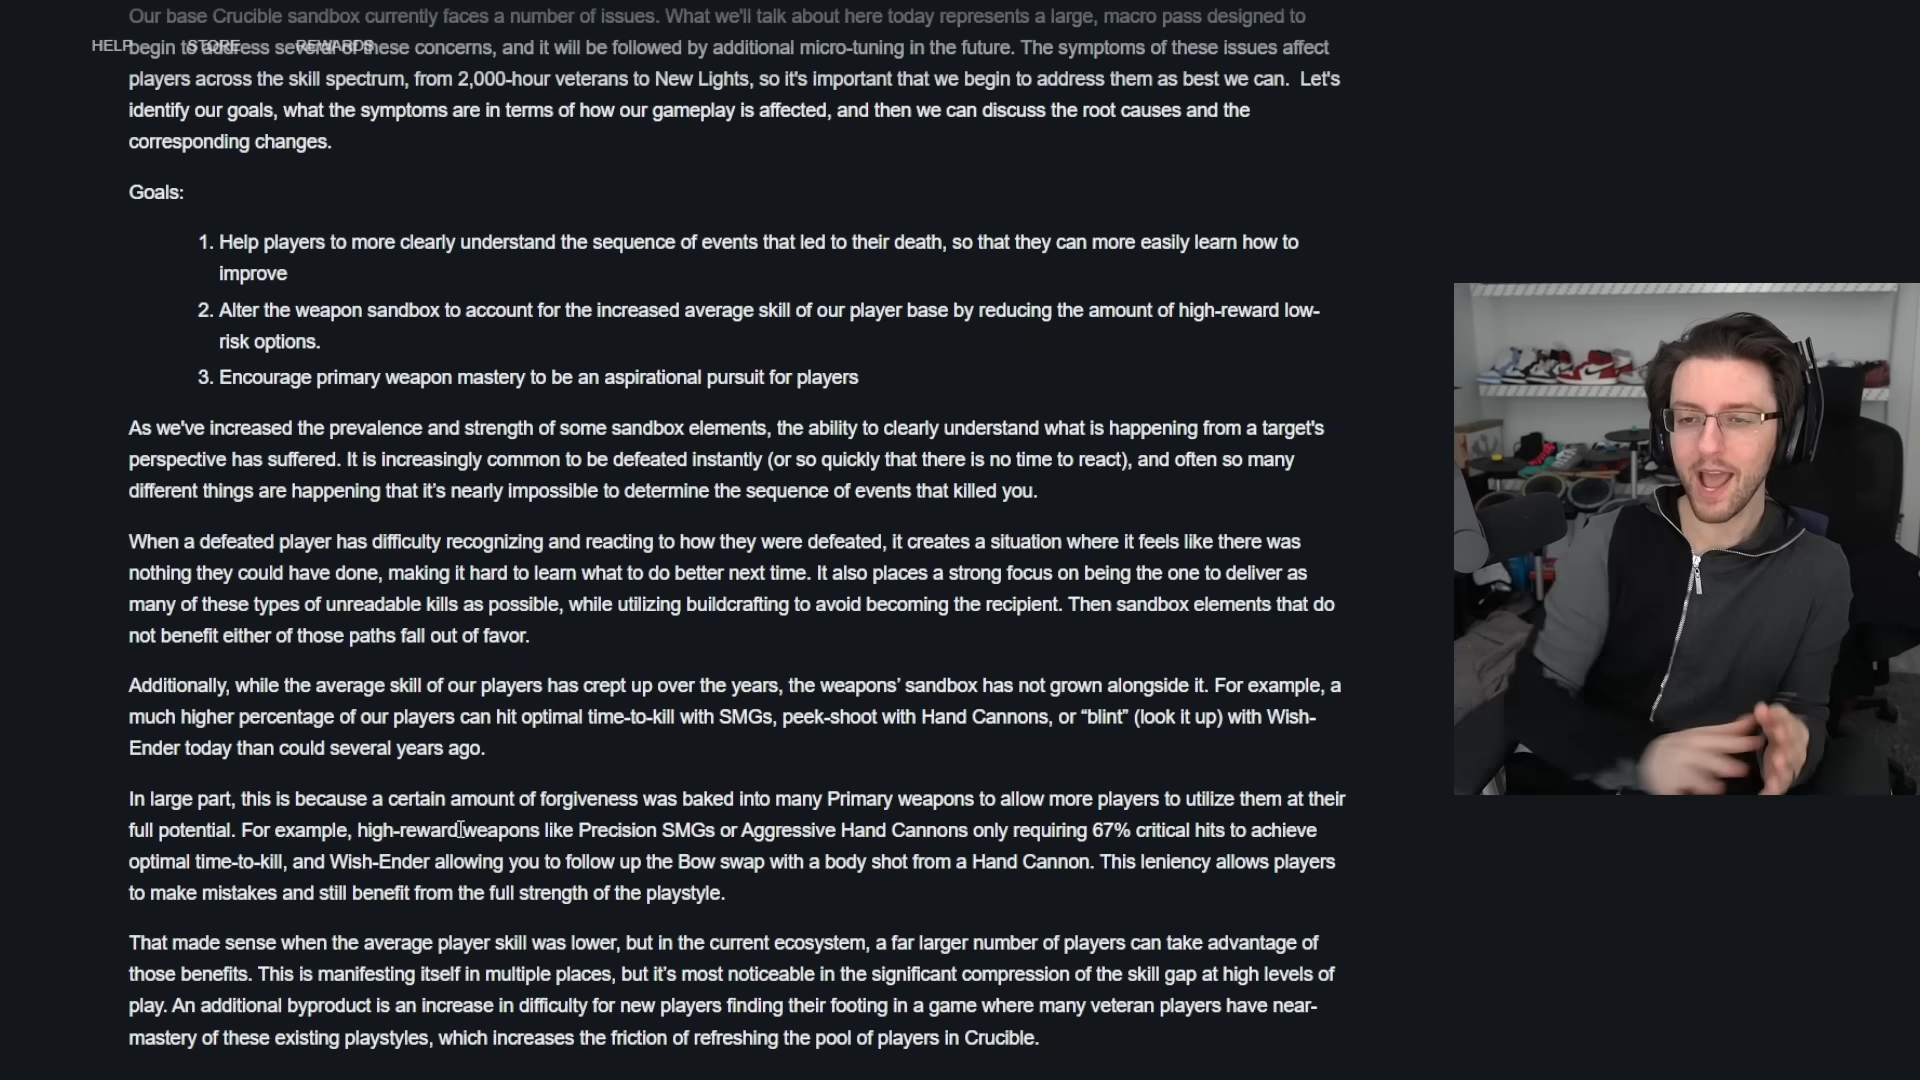 Our base Crucible sandbox currently faces a number of issues. What we'll talk about here today represents a large, macro pass designed to
HELP STORE REWARDS
begin to address several of these concerns, and it will be followed by additional micro-tuning in the future. The symptoms of these issues affect
players across the skill spectrum, from 2,000-hour veterans to New Lights, so it's important that we begin to address them as best we can.  Let's
identify our goals, what the symptoms are in terms of how our gameplay is affected, and then we can discuss the root causes and the
corresponding changes.
Goals:
1. Help players to more clearly understand the sequence of events that led to their death, so that they can more easily learn how to
improve
2. Alter the weapon sandbox to account for the increased average skill of our player base by reducing the amount of high-reward low-
risk options.
3. Encourage primary weapon mastery to be an aspirational pursuit for players
As we've increased the prevalence and strength of some sandbox elements, the ability to clearly understand what is happening from a target's
perspective has suffered. It is increasingly common to be defeated instantly (or so quickly that there is no time to react), and often so many
different things are happening that it’s nearly impossible to determine the sequence of events that killed you.
When a defeated player has difficulty recognizing and reacting to how they were defeated, it creates a situation where it feels like there was
nothing they could have done, making it hard to learn what to do better next time. It also places a strong focus on being the one to deliver as
many of these types of unreadable kills as possible, while utilizing buildcrafting to avoid becoming the recipient. Then sandbox elements that do
not benefit either of those paths fall out of favor.
Additionally, while the average skill of our players has crept up over the years, the weapons’ sandbox has not grown alongside it. For example, a
much higher percentage of our players can hit optimal time-to-kill with SMGs, peek-shoot with Hand Cannons, or “blint” (look it up) with Wish-
Ender today than could several years ago.
In large part, this is because a certain amount of forgiveness was baked into many Primary weapons to allow more players to utilize them at their
full potential. For example, high-reward weapons like Precision SMGs or Aggressive Hand Cannons only requiring 67% critical hits to achieve
optimal time-to-kill, and Wish-Ender allowing you to follow up the Bow swap with a body shot from a Hand Cannon. This leniency allows players
to make mistakes and still benefit from the full strength of the playstyle.
That made sense when the average player skill was lower, but in the current ecosystem, a far larger number of players can take advantage of
those benefits. This is manifesting itself in multiple places, but it’s most noticeable in the significant compression of the skill gap at high levels of
play. An additional byproduct is an increase in difficulty for new players finding their footing in a game where many veteran players have near-
mastery of these existing playstyles, which increases the friction of refreshing the pool of players in Crucible.